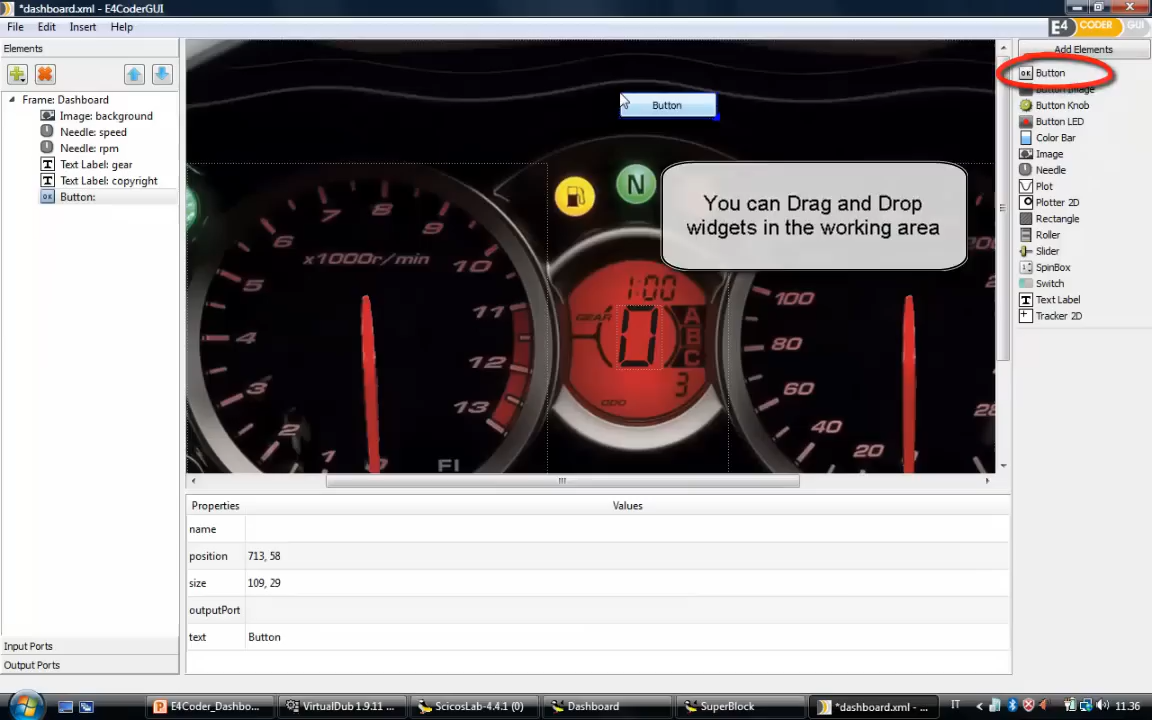 *dashboard.xml - E4CoderGUI
File Edit Insert Help
E4 CODER GUI
Elements
Frame: Dashboard
Image: background
Needle: speed
Needle: rpm
Text Label: gear
Text Label: copyright
Button:
Input Ports
Output Ports
Button
You can Drag and Drop
widgets in the working area
N
x1000r/min
1
2
3
4
5
6
7
8
9
10
11
12
13
FI
1:00
GEAR
0
A
B
C
3
ODO
100
80
60
40
20
Add Elements
OK Button
Button Image
Button Knob
Button LED
Color Bar
Image
Needle
Plot
Plotter 2D
Rectangle
Roller
Slider
SpinBox
Switch
Text Label
Tracker 2D
Properties Values
name
position 713, 58
size 109, 29
outputPort
text Button
E4Coder_Dashbo...
VirtualDub 1.9.11 ...
ScicosLab-4.4.1 (0)
Dashboard
SuperBlock
*dashboard.xml - ...
IT
11.36